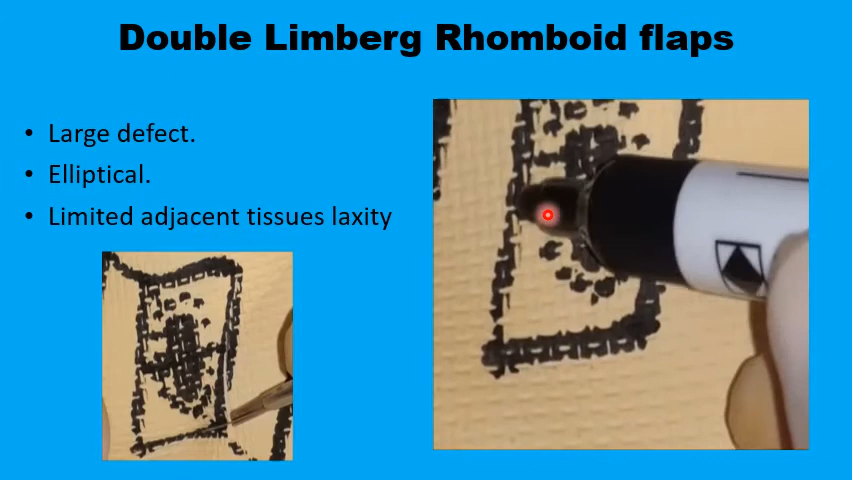 Double Limberg Rhomboid flaps
• Large defect.
• Elliptical.
• Limited adjacent tissues laxity